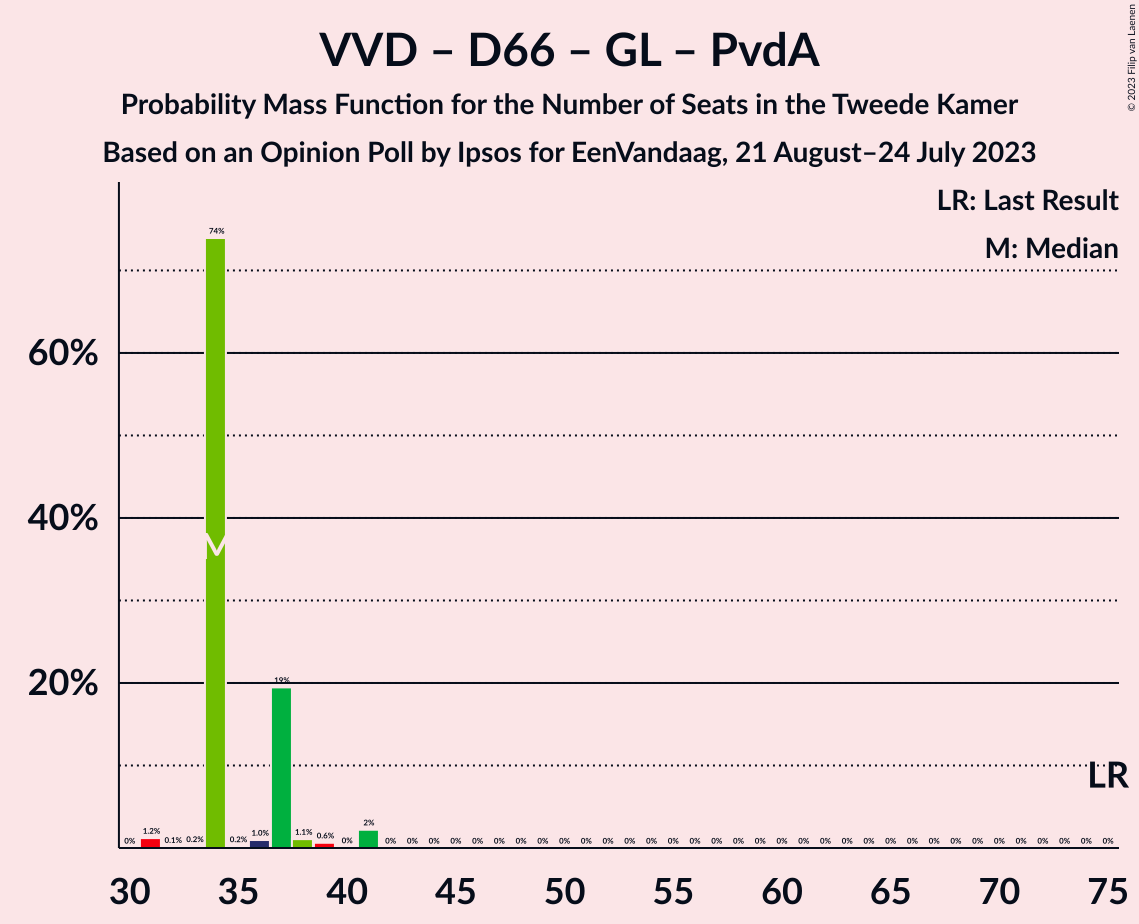 © 2023 Filip van Laenen
VVD – D66 – GL – PvdA
Probability Mass Function for the Number of Seats in the Tweede Kamer
Based on an Opinion Poll by Ipsos for EenVandaag, 21 August–24 July 2023
LR: Last Result
M: Median
60%
40%
20%
74%
M
19%
LR
0% 1.2% 0.1% 0.2% 0.2% 1.0% 1.1% 0.6% 0% 2% 0% 0% 0% 0% 0% 0% 0% 0% 0% 0% 0% 0% 0% 0% 0% 0% 0% 0% 0% 0% 0% 0% 0% 0% 0% 0% 0% 0% 0% 0% 0% 0% 0% 0%
30 35 40 45 50 55 60 65 70 75